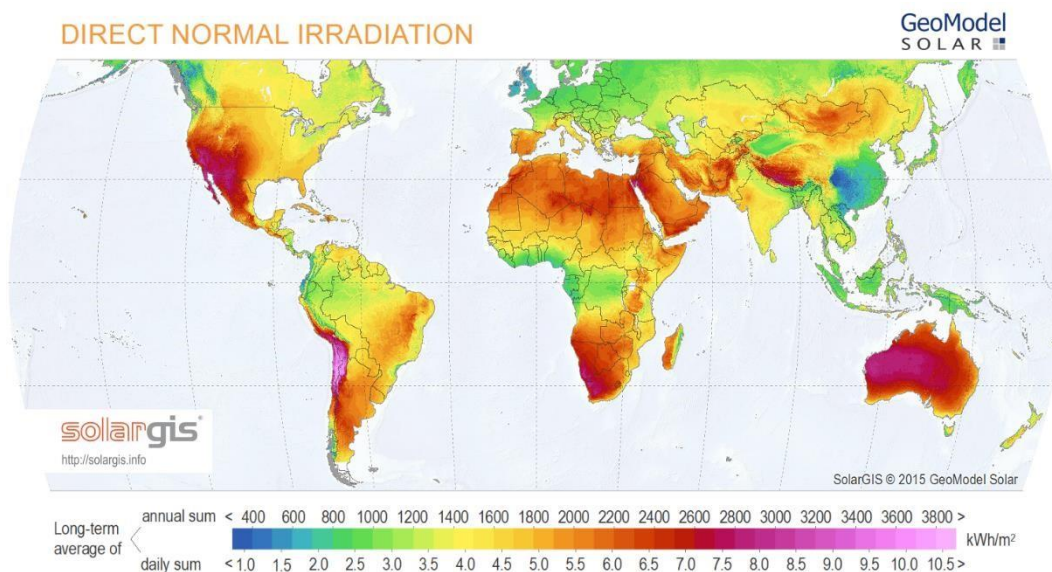 DIRECT NORMAL IRRADIATION
GeoModel
SOLAR
solargis
http://solargis.info
SolarGIS © 2015 GeoModel Solar
Long-term
average of
annual sum < 400 600 800 1000 1400 1600 1800 2000 2200 2400 2600 2800 3000 3200 3400 3600 3800 >
kWh/m²
daily sum < 1.0 1.5 2.0 2.5 3.0 3.5 4.0 4.5 5.0 5.5 6.0 6.5 7.0 7.5 8.0 8.5 9.0 9.5 10.0 10.5 >